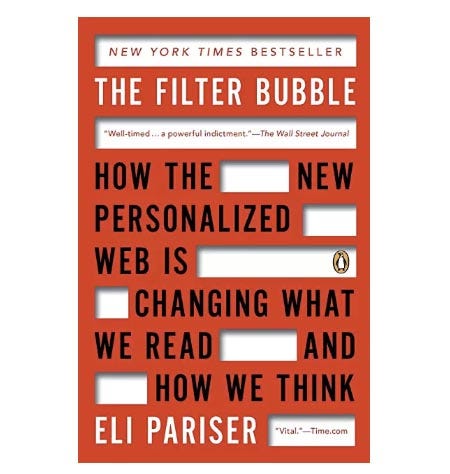 NEW YORK TIMES BESTSELLER
THE FILTER BUBBLE
"Well-timed ... a powerful indictment."—The Wall Street Journal
HOW THE NEW
PERSONALIZED
WEB IS
CHANGING WHAT
WE READ AND
HOW WE THINK
ELI PARISER "Vital."—Time.com